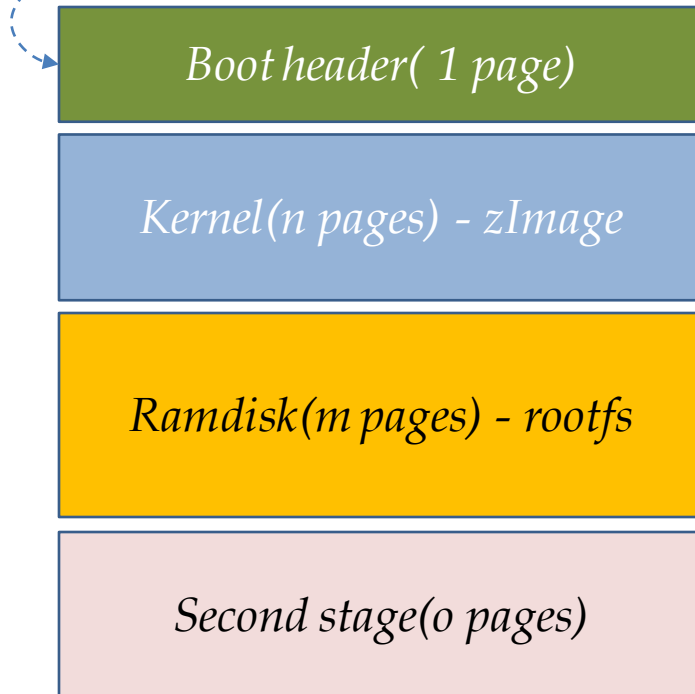 Boot header( 1 page)
Kernel(n pages) - zImage
Ramdisk(m pages) - rootfs
Second stage(o pages)